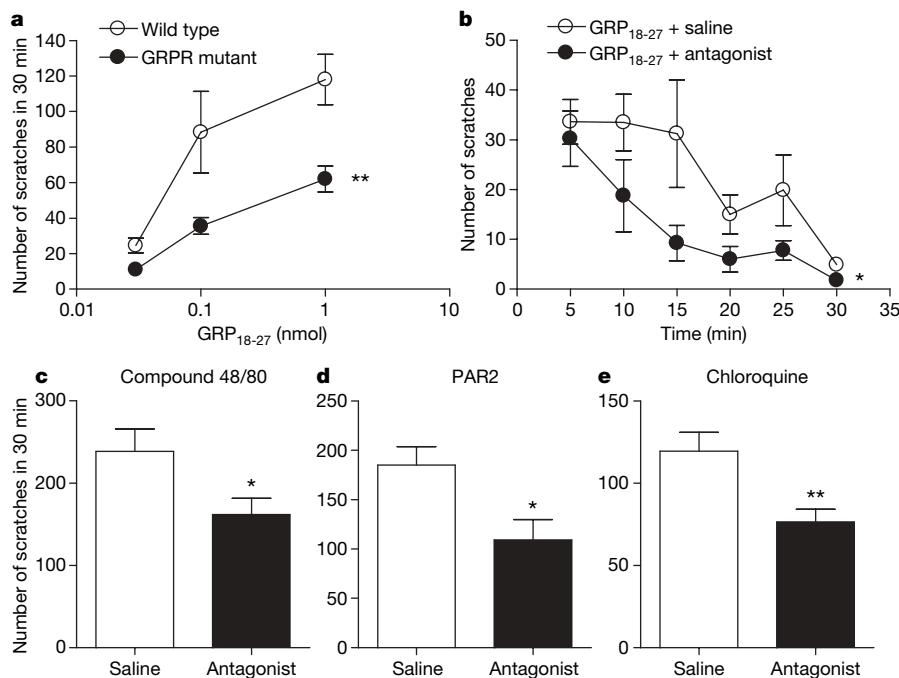 a
Wild type
GRPR mutant
Number of scratches in 30 min
140
120
100
80
60
40
20
0
**
0.01
0.1
1
10
GRP18-27 (nmol)
b
GRP18-27 + saline
GRP18-27 + antagonist
Number of scratches
50
40
30
20
10
0
*
0
5
10
15
20
25
30
35
Time (min)
c
Compound 48/80
Number of scratches in 30 min
300
200
100
0
*
Saline
Antagonist
d
PAR2
250
200
150
100
50
0
*
Saline
Antagonist
e
Chloroquine
150
100
50
0
**
Saline
Antagonist